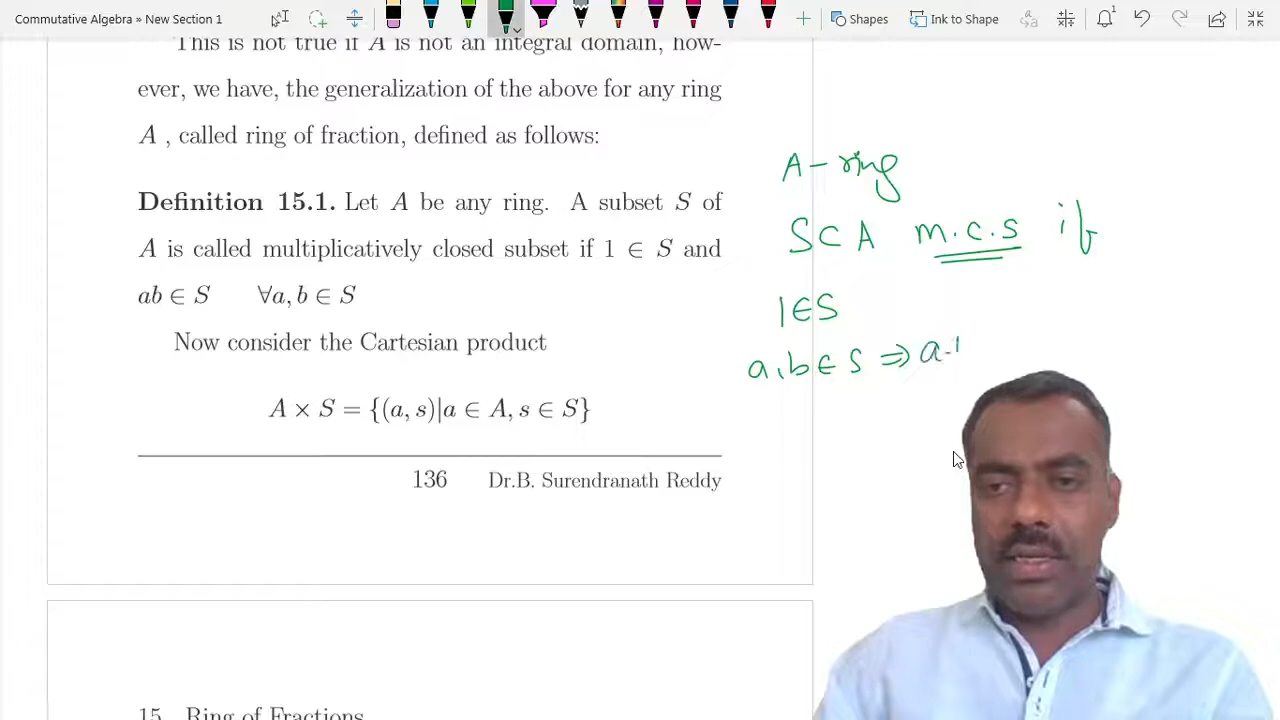 Commutative Algebra » New Section 1
Shapes
Ink to Shape
This is not true if A is not an integral domain, how-
ever, we have, the generalization of the above for any ring
A , called ring of fraction, defined as follows:
Definition 15.1. Let A be any ring. A subset S of
A is called multiplicatively closed subset if 1 ∈ S and
ab ∈ S ∀a, b ∈ S
Now consider the Cartesian product
A × S = {(a, s)|a ∈ A, s ∈ S}
136 Dr.B. Surendranath Reddy
15 Ring of Fractions
A - ring
S ⊂ A m.c.s if
1 ∈ S
a, b ∈ S ⇒ a.